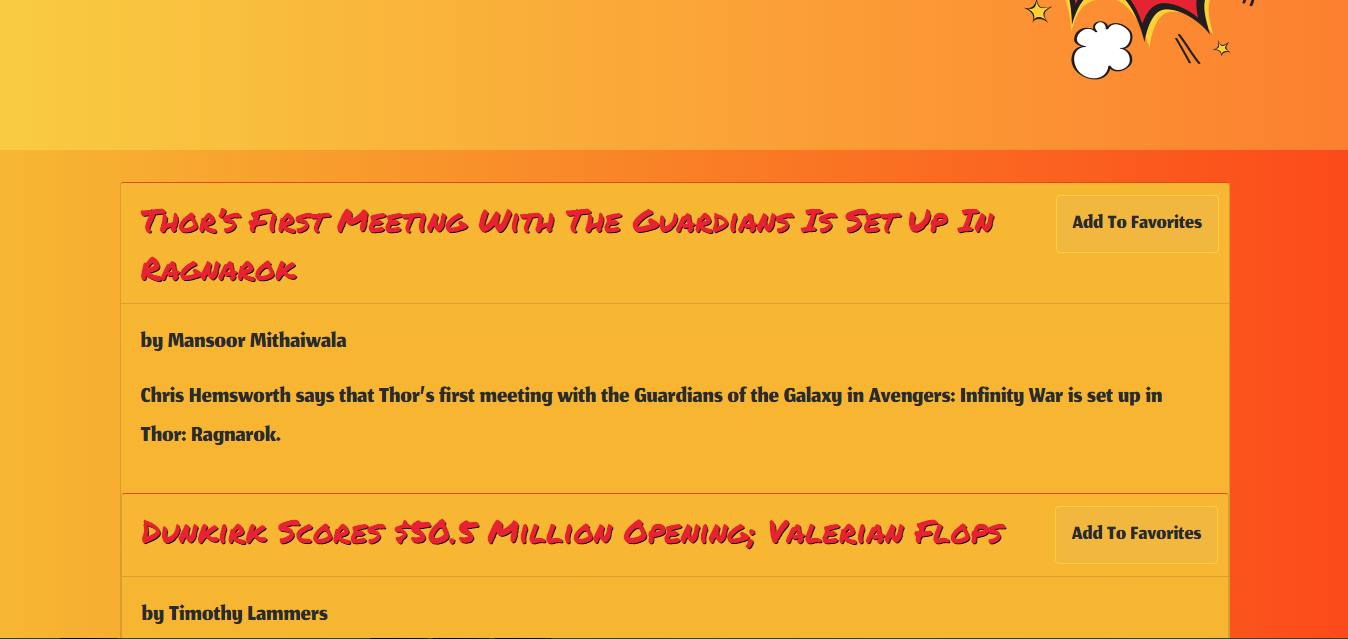 Thor's First Meeting With The Guardians Is Set Up In
Ragnarok
Add To Favorites
by Mansoor Mithaiwala
Chris Hemsworth says that Thor's first meeting with the Guardians of the Galaxy in Avengers: Infinity War is set up in
Thor: Ragnarok.
Dunkirk Scores $50.5 Million Opening; Valerian Flops
Add To Favorites
by Timothy Lammers